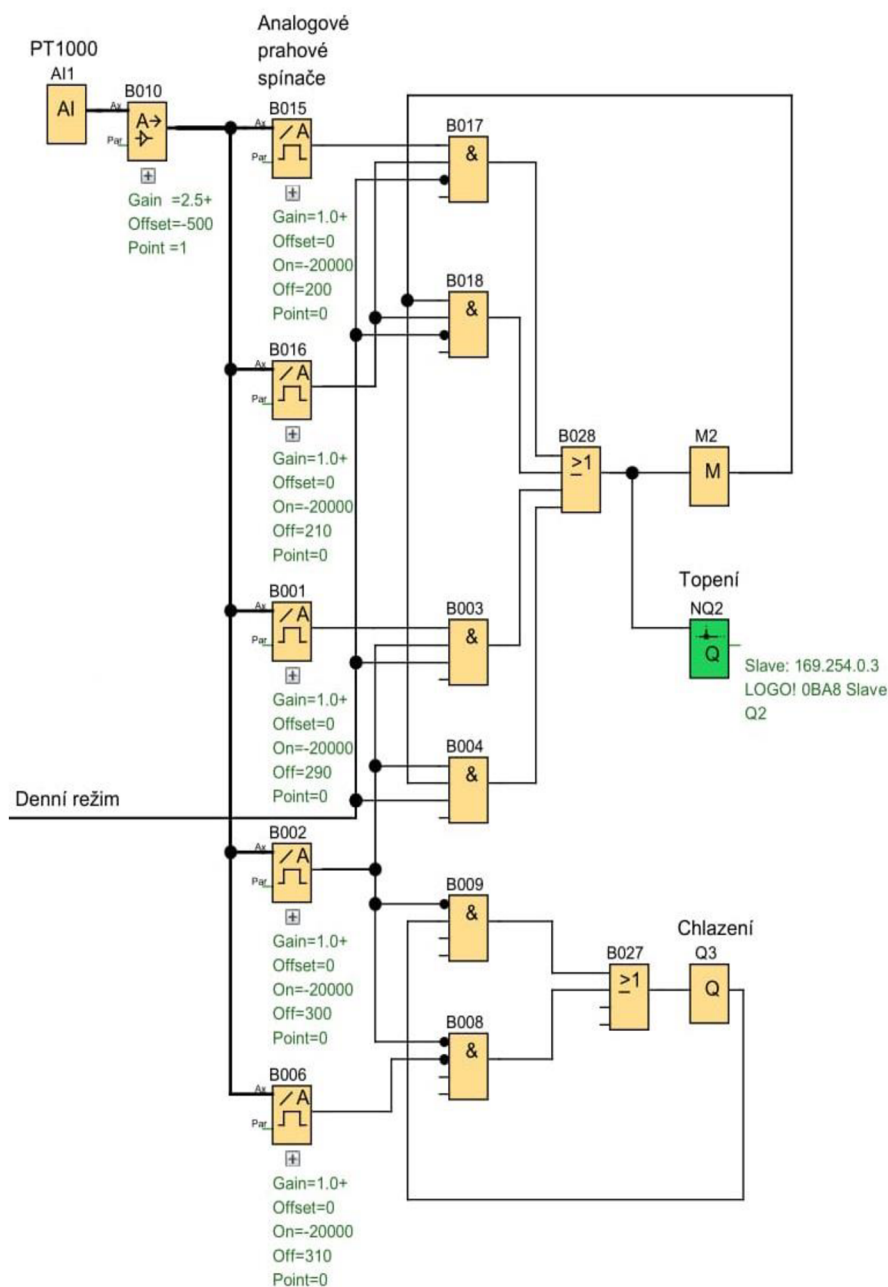 Analogové
prahové
spínače
PT1000
AI1
AI
B010
Ax
Par
A→
Gain =2.5+
Offset=-500
Point =1
B015
Ax
Par
A
Gain=1.0+
Offset=0
On=-20000
Off=200
Point=0
B017
&
B018
&
B016
Ax
Par
A
Gain=1.0+
Offset=0
On=-20000
Off=210
Point=0
B028
≥1
M2
M
B001
Ax
Par
A
Gain=1.0+
Offset=0
On=-20000
Off=290
Point=0
B003
&
Topení
NQ2
Q
Slave: 169.254.0.3
LOGO! 0BA8 Slave
Q2
B004
&
Denní režim
B002
Ax
Par
A
Gain=1.0+
Offset=0
On=-20000
Off=300
Point=0
B009
&
B027
≥1
Chlazení
Q3
Q
B008
&
B006
Ax
Par
A
Gain=1.0+
Offset=0
On=-20000
Off=310
Point=0